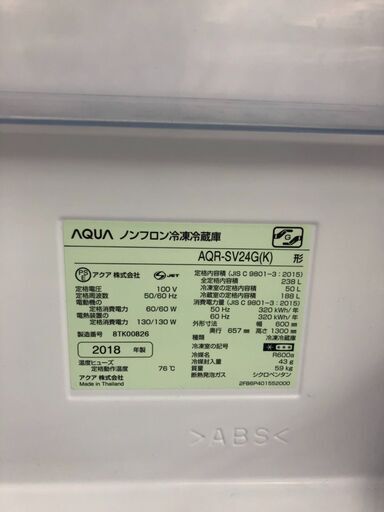 AQUA ノンフロン冷凍冷蔵庫
AQR-SV24G(K) 形
PS E アクア 株式会社 JET
定格電圧 100 V
定格周波数 50/60 Hz
電動機の
定格消費電力 60/60 W
電熱装置の
定格消費電力 130/130 W
製造番号 8TK00826
2018 年製
温度ヒューズ
定格動作温度 76℃
アクア 株式会社
Made in Thailand
定格内容積 (JIS C 9801-3 : 2015)
全定格内容積 238 L
冷凍室の定格内容積 50 L
冷蔵室の定格内容積 188 L
消費電力量 (JIS C 9801-3 : 2015)
50 Hz 320 kWh/年
60 Hz 320 kWh/年
外形寸法 幅 600 mm
奥行 657 mm 高さ 1300 mm
種類 冷凍冷蔵庫
冷凍室の記号
冷媒名 R600a
冷媒封入量 43 g
質量 59 kg
断熱発泡ガス シクロペンタン
2FB6P401552000
>ABS<